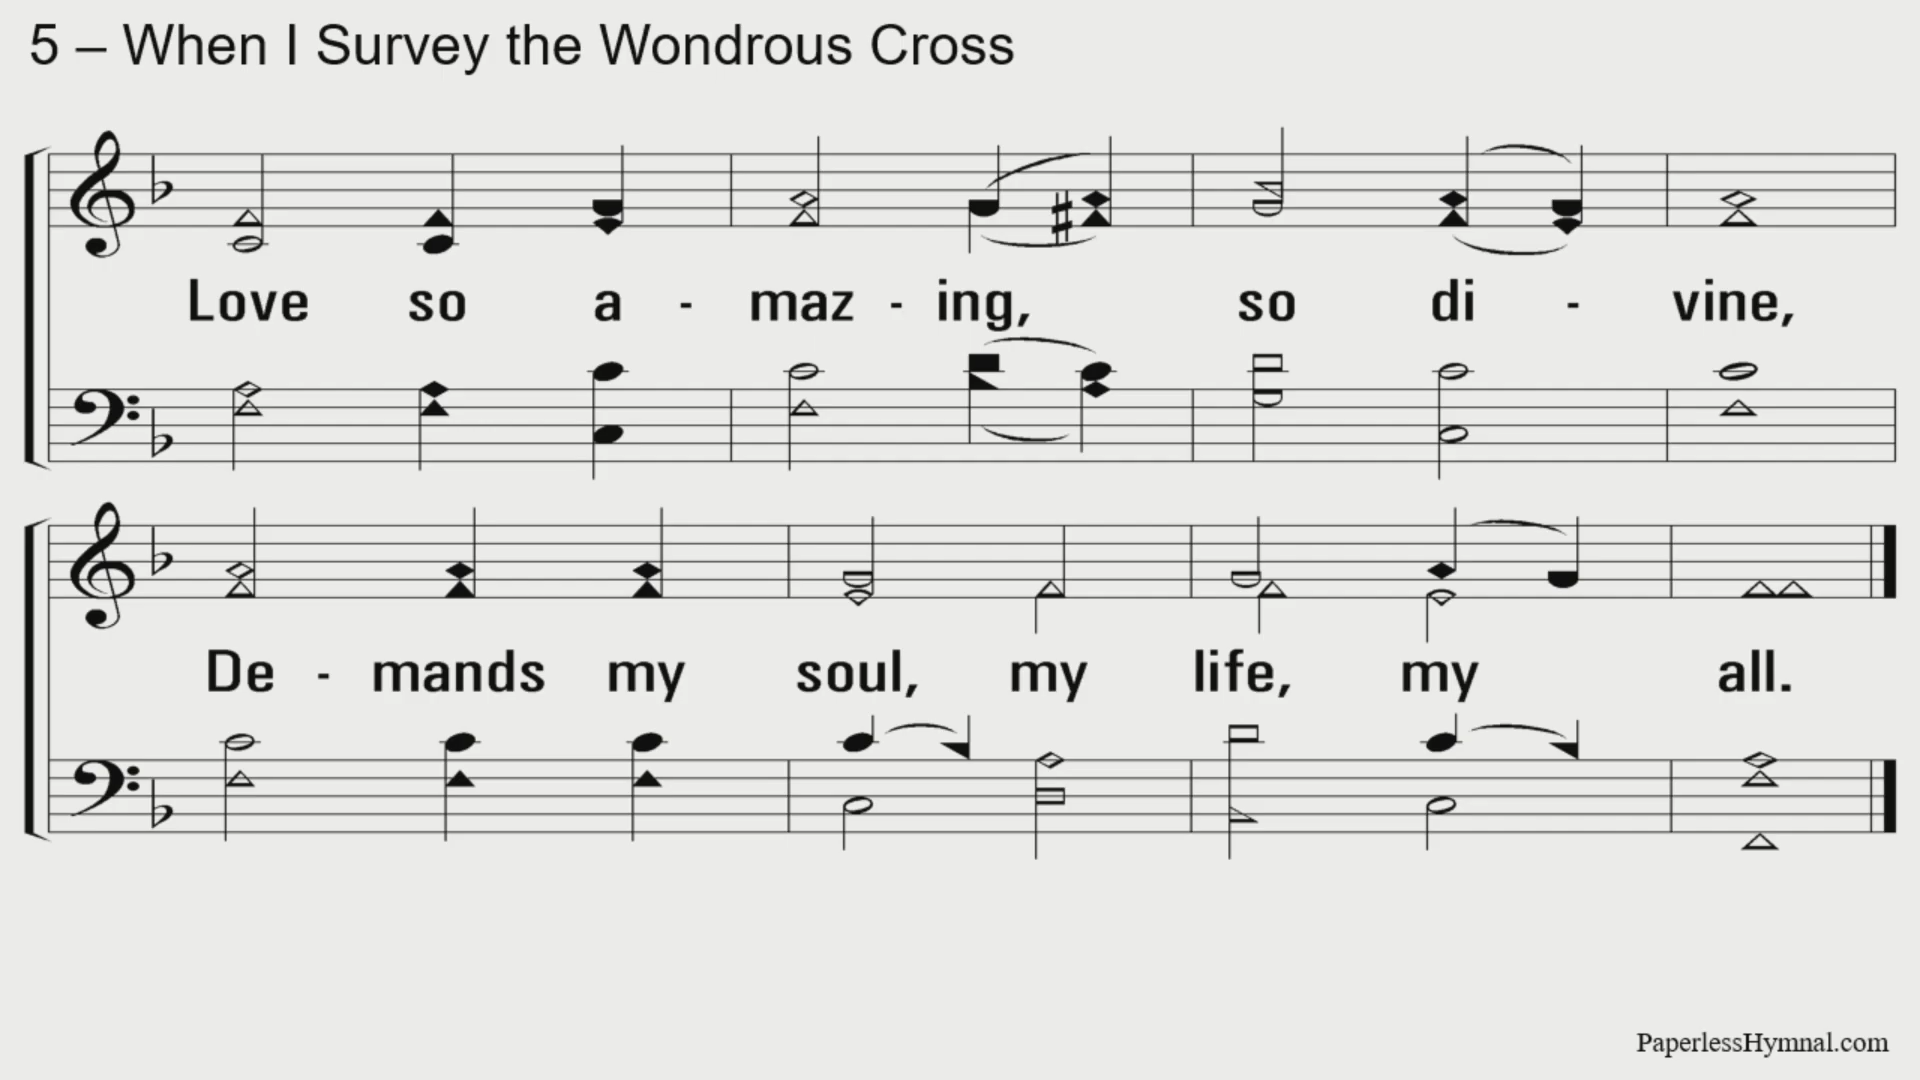 5 – When I Survey the Wondrous Cross
Love so a - maz - ing, so di - vine,
De - mands my soul, my life, my all.
PaperlessHymnal.com